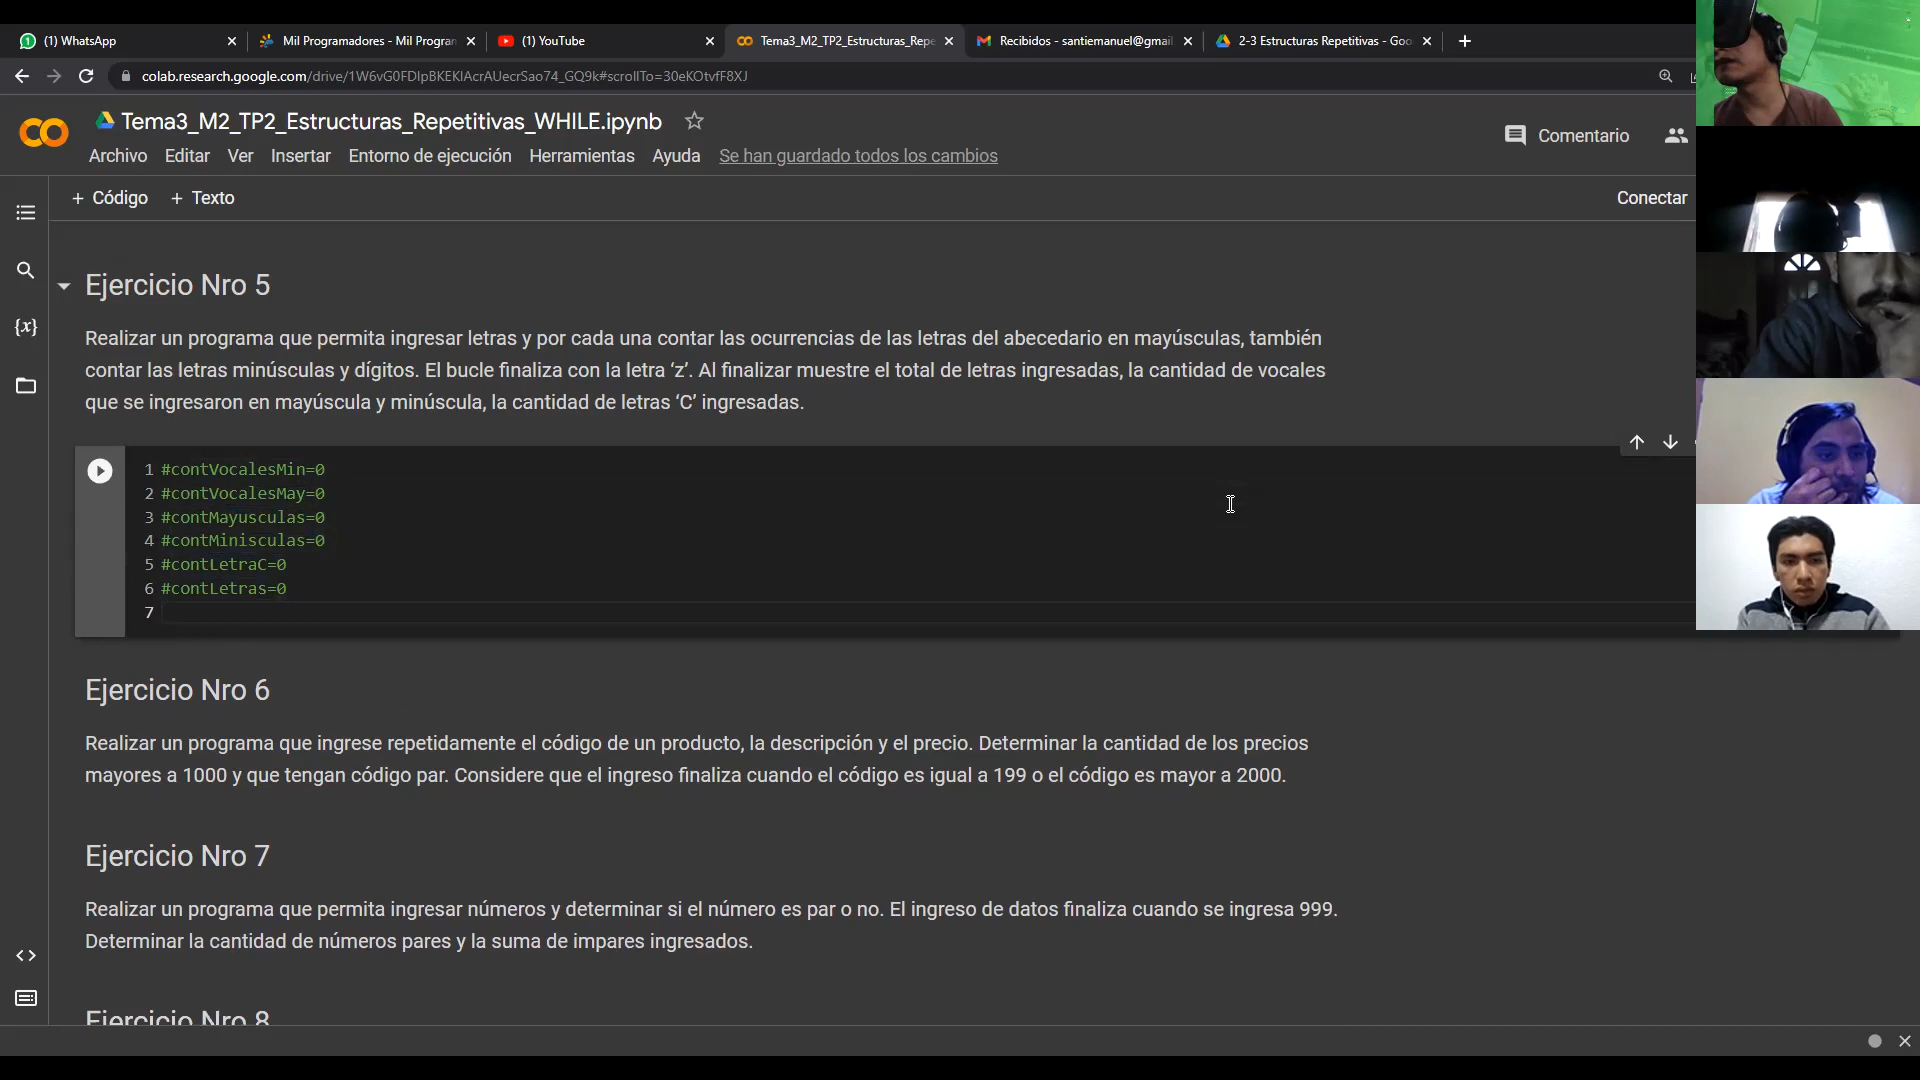 (1) WhatsApp
Mil Programadores - Mil Progran
(1) YouTube
Tema3_M2_TP2_Estructuras_Repe
Recibidos - santiemanuel@gmai
2-3 Estructuras Repetitivas - Goo
colab.research.google.com/drive/1W6vG0FDIpBKEKlAcrAUecrSao74_GQ9k#scrollTo=30eKOtvfF8XJ
Tema3_M2_TP2_Estructuras_Repetitivas_WHILE.ipynb
Comentario
Archivo Editar Ver Insertar Entorno de ejecución Herramientas Ayuda Se han guardado todos los cambios
+ Código + Texto
Conectar
Ejercicio Nro 5
Realizar un programa que permita ingresar letras y por cada una contar las ocurrencias de las letras del abecedario en mayúsculas, también
contar las letras minúsculas y dígitos. El bucle finaliza con la letra ‘z’. Al finalizar muestre el total de letras ingresadas, la cantidad de vocales
que se ingresaron en mayúscula y minúscula, la cantidad de letras ‘C’ ingresadas.
1 #contVocalesMin=0
2 #contVocalesMay=0
3 #contMayusculas=0
4 #contMinisculas=0
5 #contLetraC=0
6 #contLetras=0
7
Ejercicio Nro 6
Realizar un programa que ingrese repetidamente el código de un producto, la descripción y el precio. Determinar la cantidad de los precios
mayores a 1000 y que tengan código par. Considere que el ingreso finaliza cuando el código es igual a 199 o el código es mayor a 2000.
Ejercicio Nro 7
Realizar un programa que permita ingresar números y determinar si el número es par o no. El ingreso de datos finaliza cuando se ingresa 999.
Determinar la cantidad de números pares y la suma de impares ingresados.
Ejercicio Nro 8